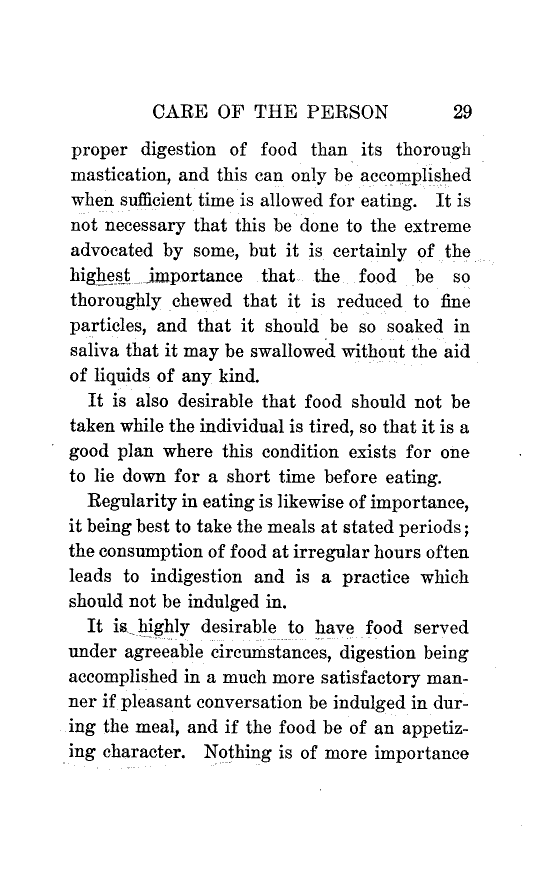 CARE OF THE PERSON 29
proper digestion of food than its thorough
mastication, and this can only be accomplished
when sufficient time is allowed for eating. It is
not necessary that this be done to the extreme
advocated by some, but it is certainly of the
highest importance that the food be so
thoroughly chewed that it is reduced to fine
particles, and that it should be so soaked in
saliva that it may be swallowed without the aid
of liquids of any kind.
It is also desirable that food should not be
taken while the individual is tired, so that it is a
good plan where this condition exists for one
to lie down for a short time before eating.
Regularity in eating is likewise of importance,
it being best to take the meals at stated periods;
the consumption of food at irregular hours often
leads to indigestion and is a practice which
should not be indulged in.
It is highly desirable to have food served
under agreeable circumstances, digestion being
accomplished in a much more satisfactory man-
ner if pleasant conversation be indulged in dur-
ing the meal, and if the food be of an appetiz-
ing character. Nothing is of more importance